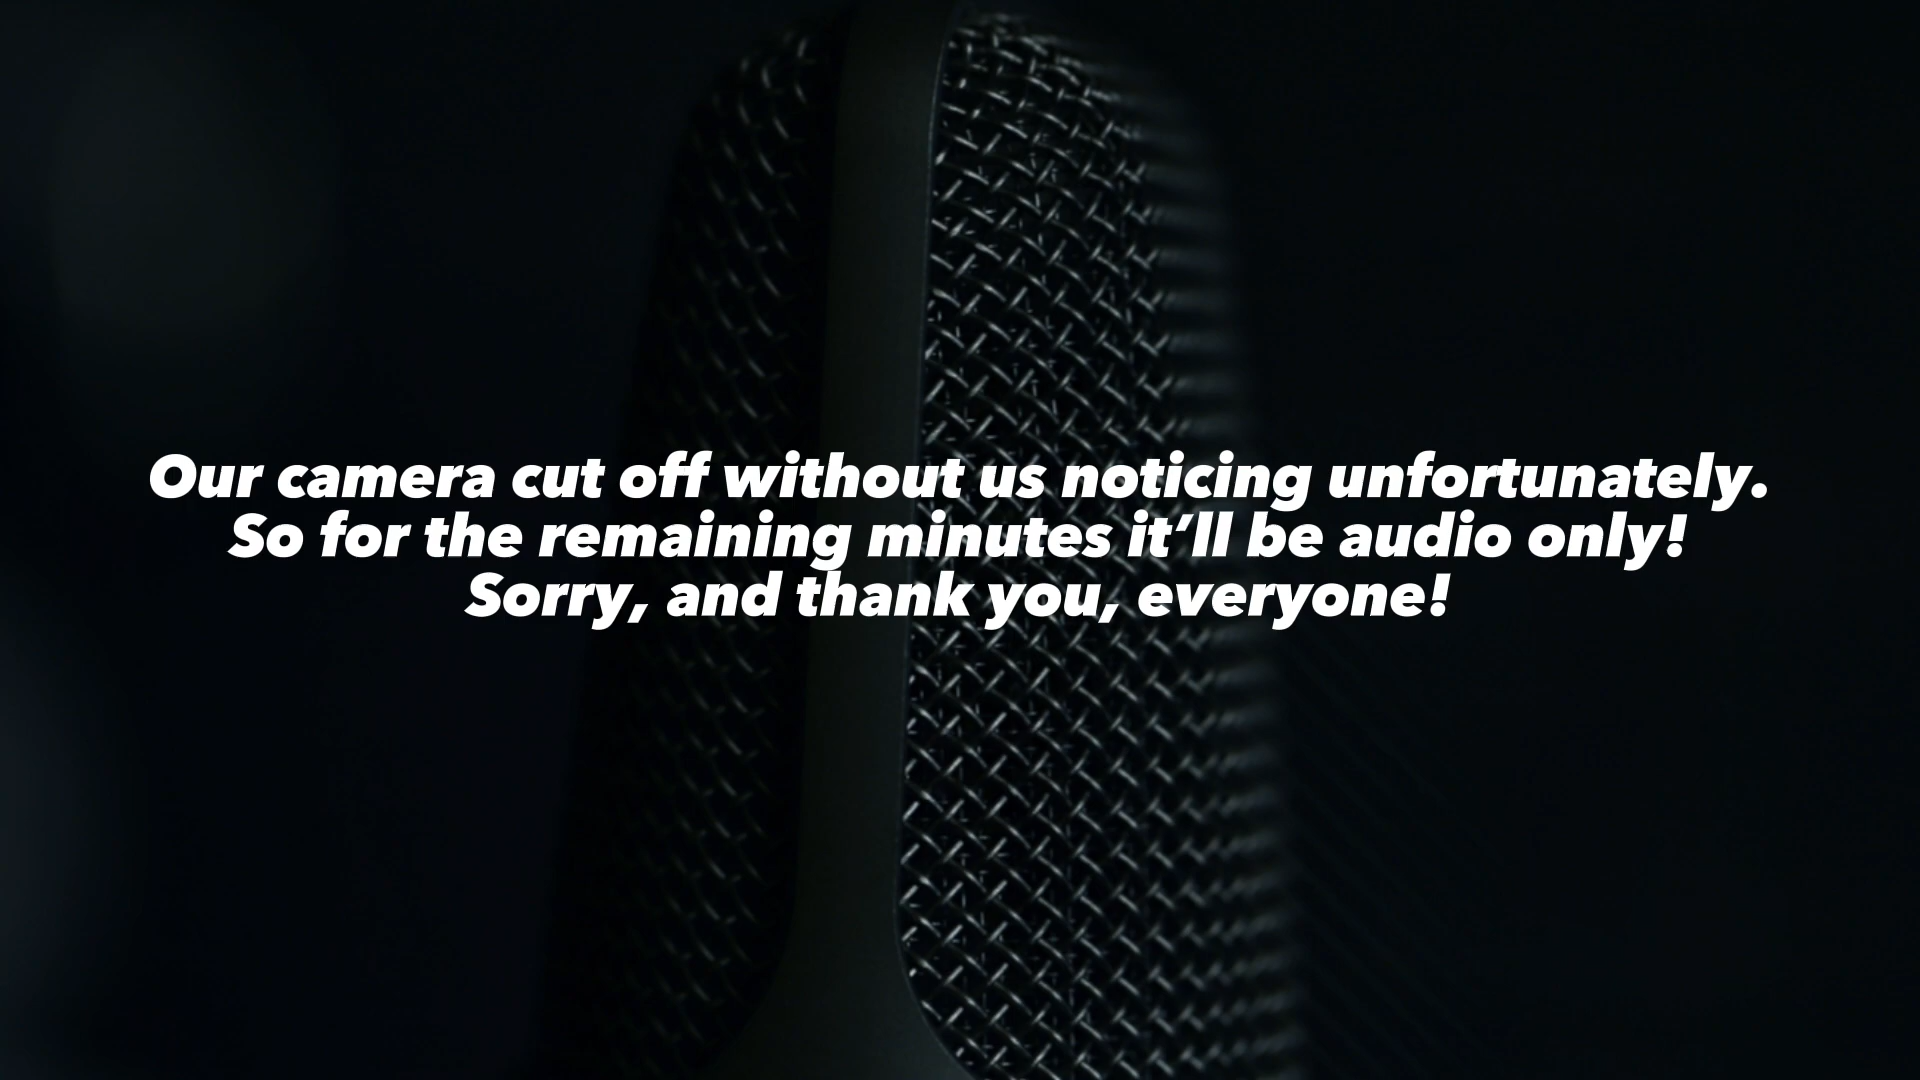 Our camera cut off without us noticing unfortunately.
So for the remaining minutes it’ll be audio only!
Sorry, and thank you, everyone!